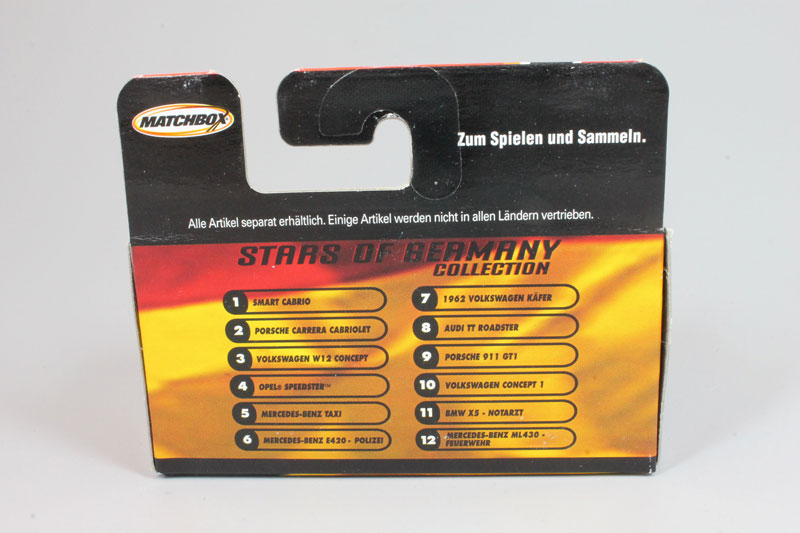 MATCHBOX
Zum Spielen und Sammeln.
Alle Artikel separat erhältlich. Einige Artikel werden nicht in allen Ländern vertrieben.
STARS OF GERMANY
COLLECTION
1 SMART CABRIO
2 PORSCHE CARRERA CABRIOLET
3 VOLKSWAGEN W12 CONCEPT
4 OPEL® SPEEDSTER™
5 MERCEDES-BENZ TAXI
6 MERCEDES-BENZ E420 - POLIZEI
7 1962 VOLKSWAGEN KÄFER
8 AUDI TT ROADSTER
9 PORSCHE 911 GT1
10 VOLKSWAGEN CONCEPT 1
11 BMW X5 - NOTARZT
12 MERCEDES-BENZ ML430 -
FEUERWEHR